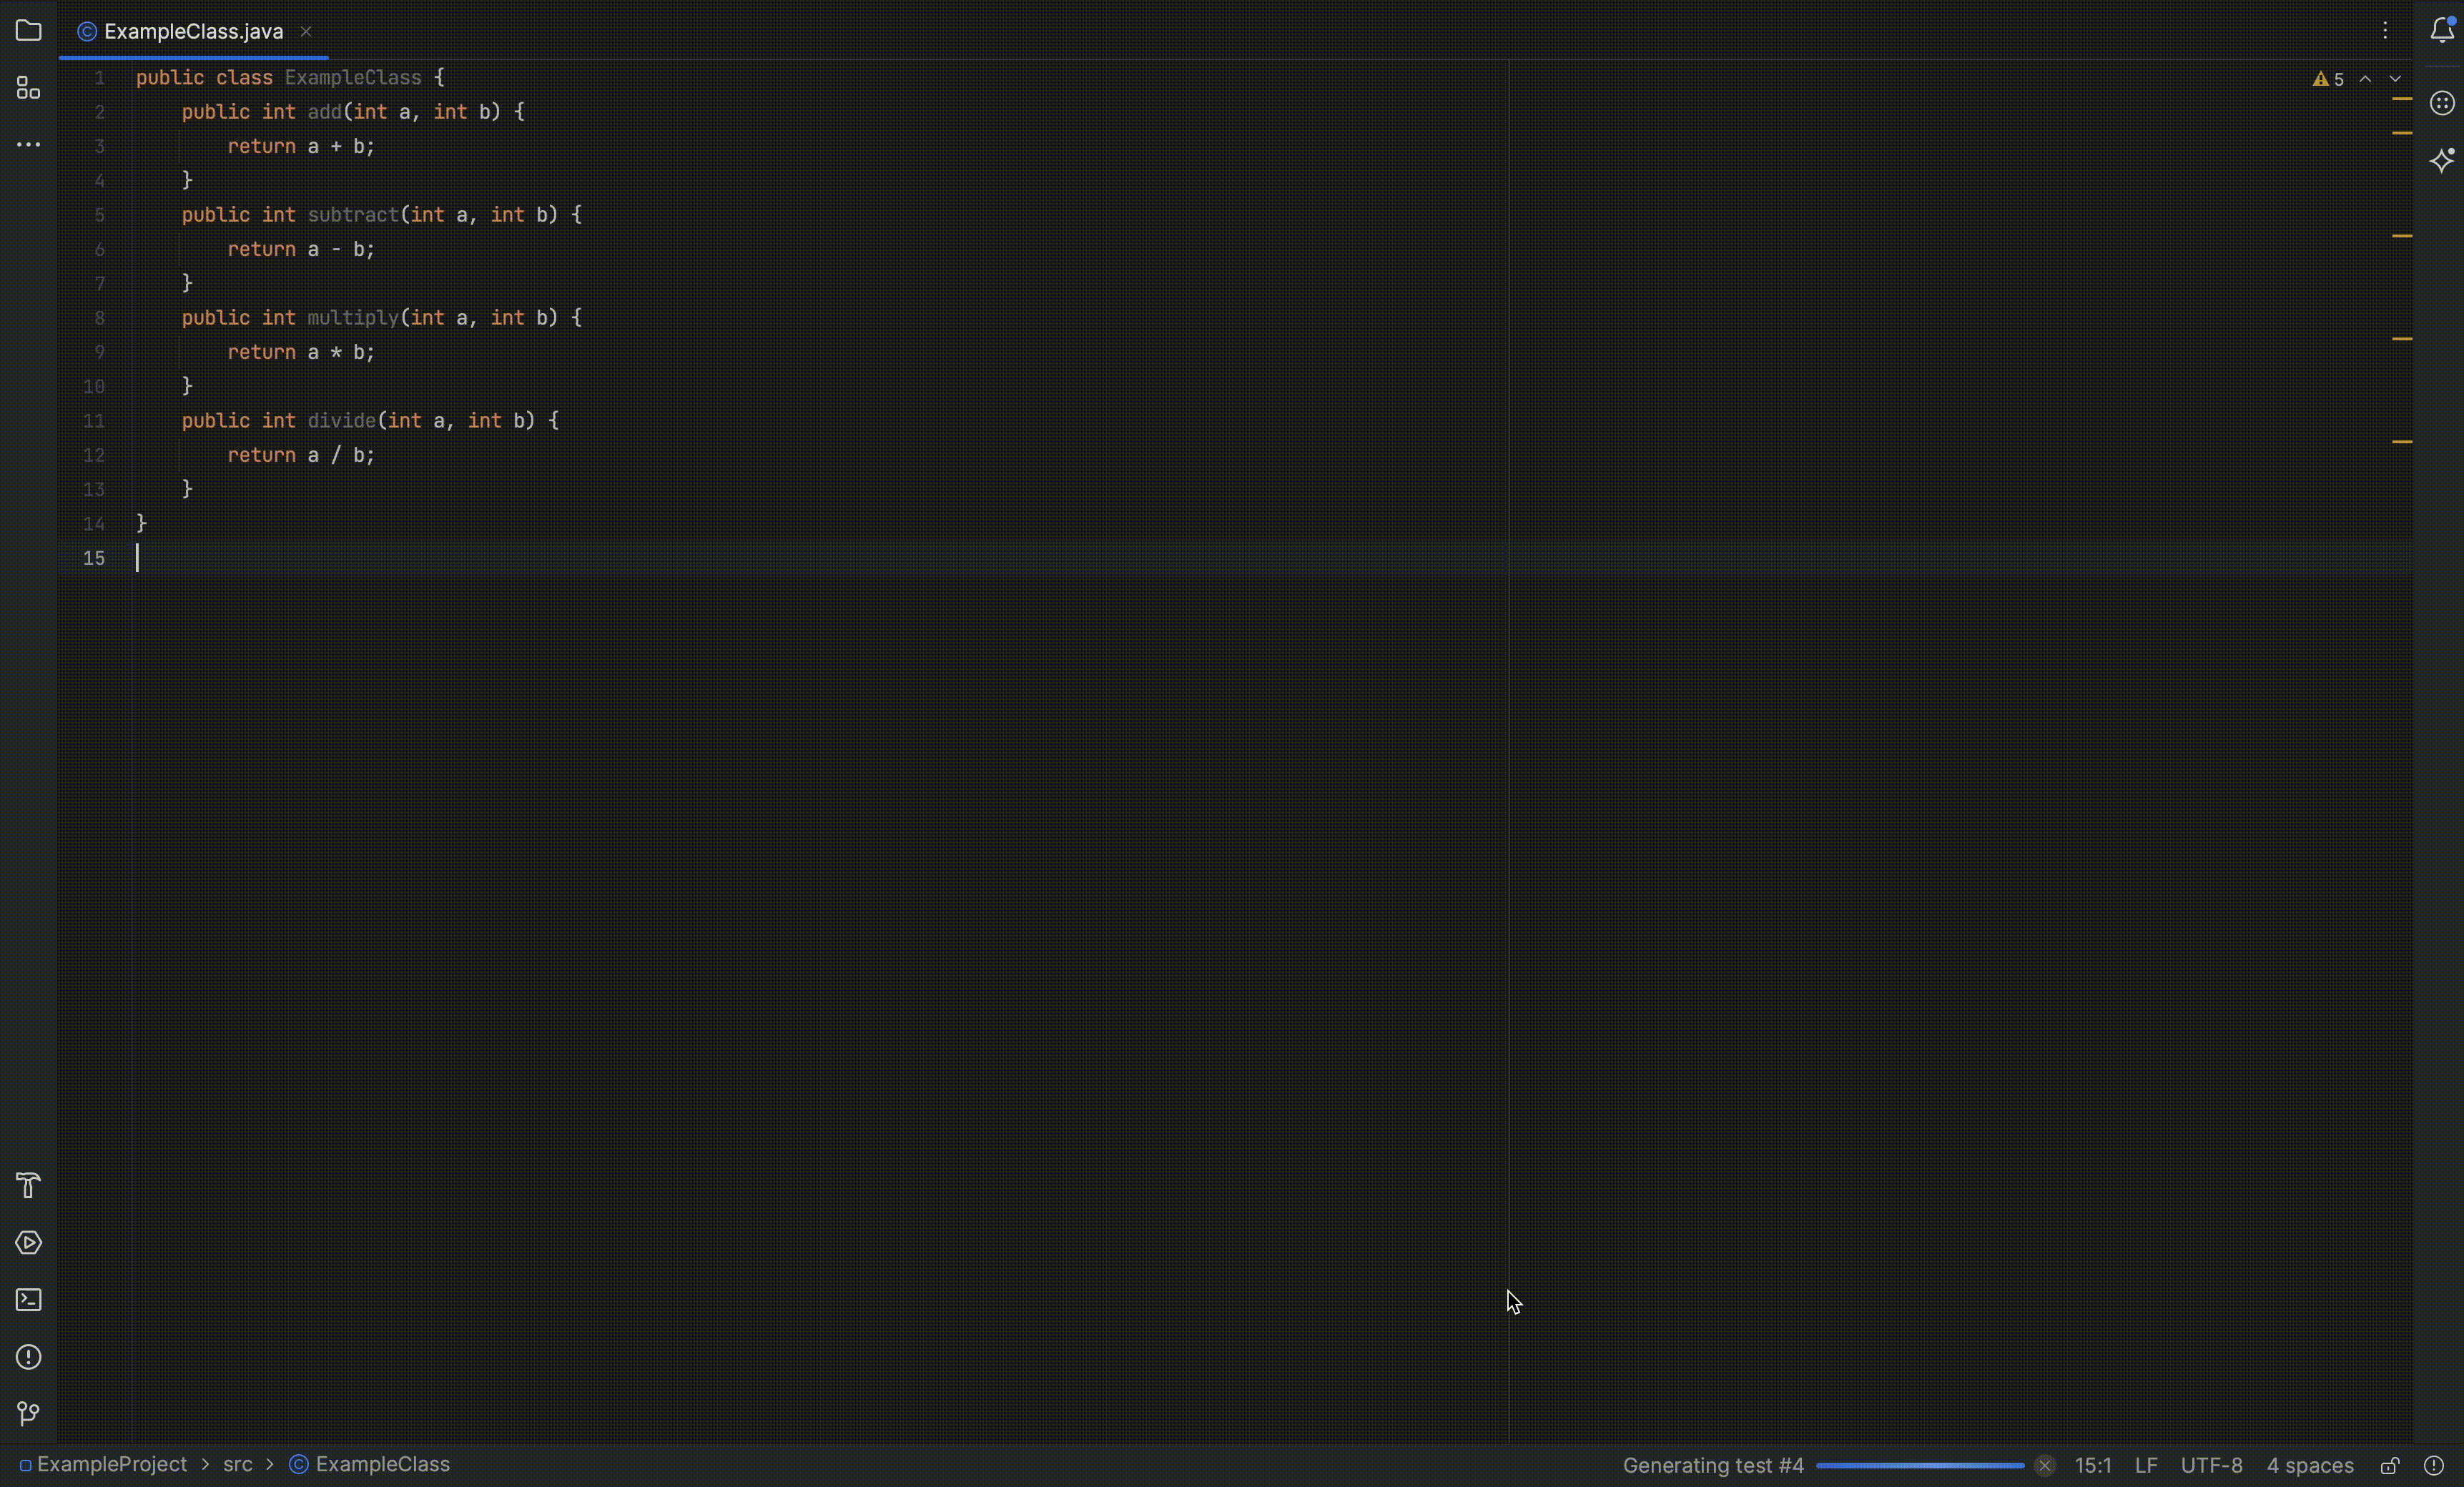 ExampleClass.java
5
1 public class ExampleClass {
2     public int add(int a, int b) {
3         return a + b;
4     }
5     public int subtract(int a, int b) {
6         return a - b;
7     }
8     public int multiply(int a, int b) {
9         return a * b;
10     }
11     public int divide(int a, int b) {
12         return a / b;
13     }
14 }
15
ExampleProject > src > ExampleClass
Generating test #4 15:1 LF UTF-8 4 spaces